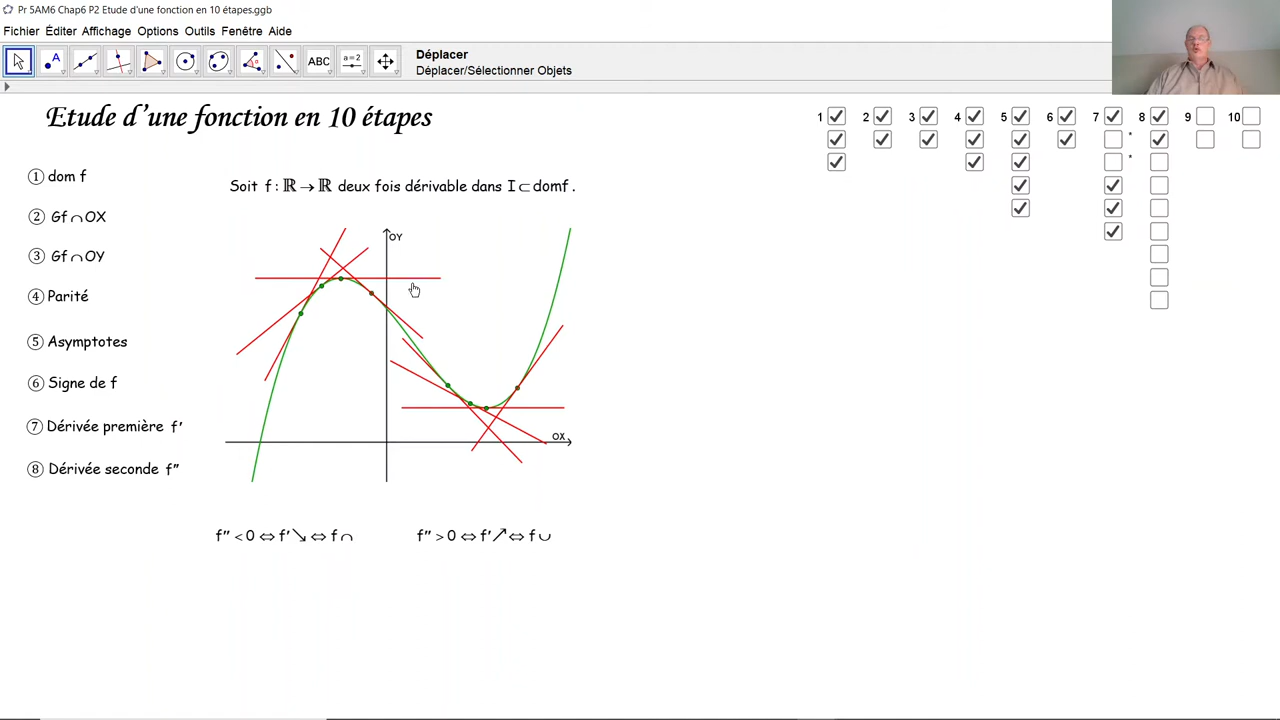 Pr 5AM6 Chap6 P2 Etude d'une fonction en 10 étapes.ggb
Fichier Éditer Affichage Options Outils Fenêtre Aide
A
ABC
a=2
Déplacer
Déplacer/Sélectionner Objets
Etude d'une fonction en 10 étapes
1 2 3 4 5 6 7 8 9 10
*
*
① dom f
② Gf ∩ OX
③ Gf ∩ OY
④ Parité
⑤ Asymptotes
⑥ Signe de f
⑦ Dérivée première f'
⑧ Dérivée seconde f"
Soit f : ℝ → ℝ deux fois dérivable dans I ⊂ domf .
OY
OX
f" < 0 ⇔ f' ↘ ⇔ f ∩
f" > 0 ⇔ f' ↗ ⇔ f ∪